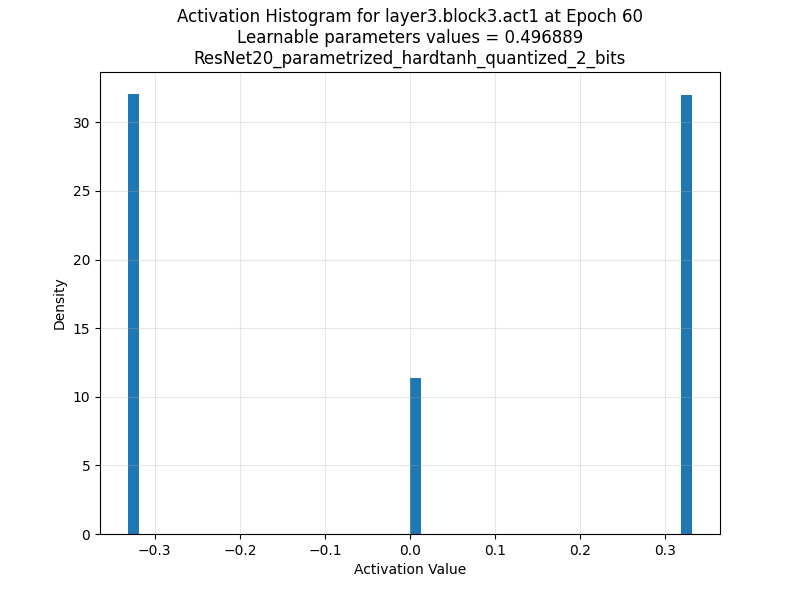 Activation Histogram for layer3.block3.act1 at Epoch 60
Learnable parameters values = 0.496889
ResNet20_parametrized_hardtanh_quantized_2_bits
30
25
20
15
10
5
0
Density
−0.3 −0.2 −0.1 0.0 0.1 0.2 0.3
Activation Value